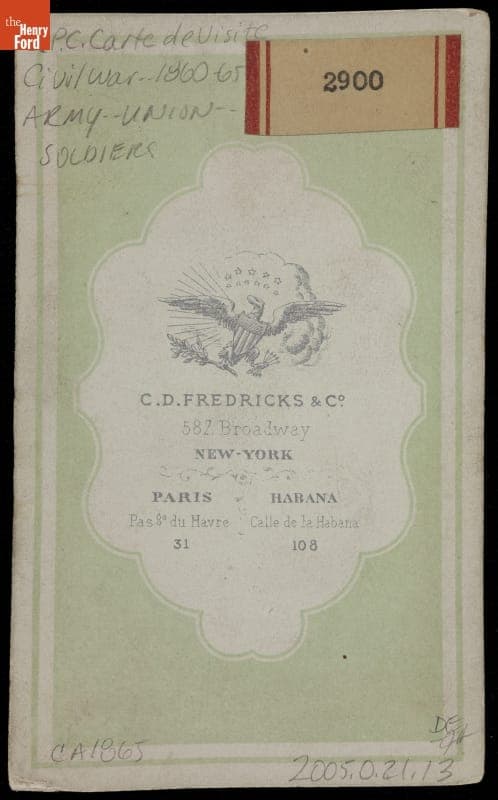 the
Henry
Ford
P.C. Carte de Visite
Civil War--1860-65
ARMY--UNION--
SOLDIERS
2900
C.D. FREDRICKS & Cº
587 Broadway
NEW-YORK
PARIS HABANA
Pasge du Havre Calle de la Habana
31 108
CA1865
2005.0.21.13